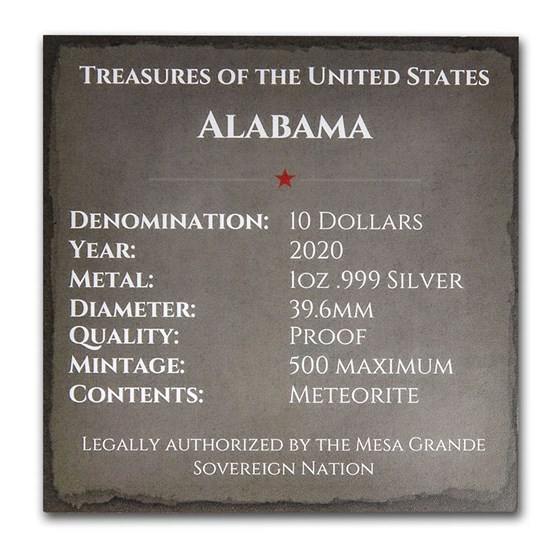 Treasures of the United States
Alabama
Denomination: 10 Dollars
Year: 2020
Metal: 1oz .999 Silver
Diameter: 39.6mm
Quality: Proof
Mintage: 500 maximum
Contents: Meteorite
Legally authorized by the Mesa Grande
Sovereign Nation